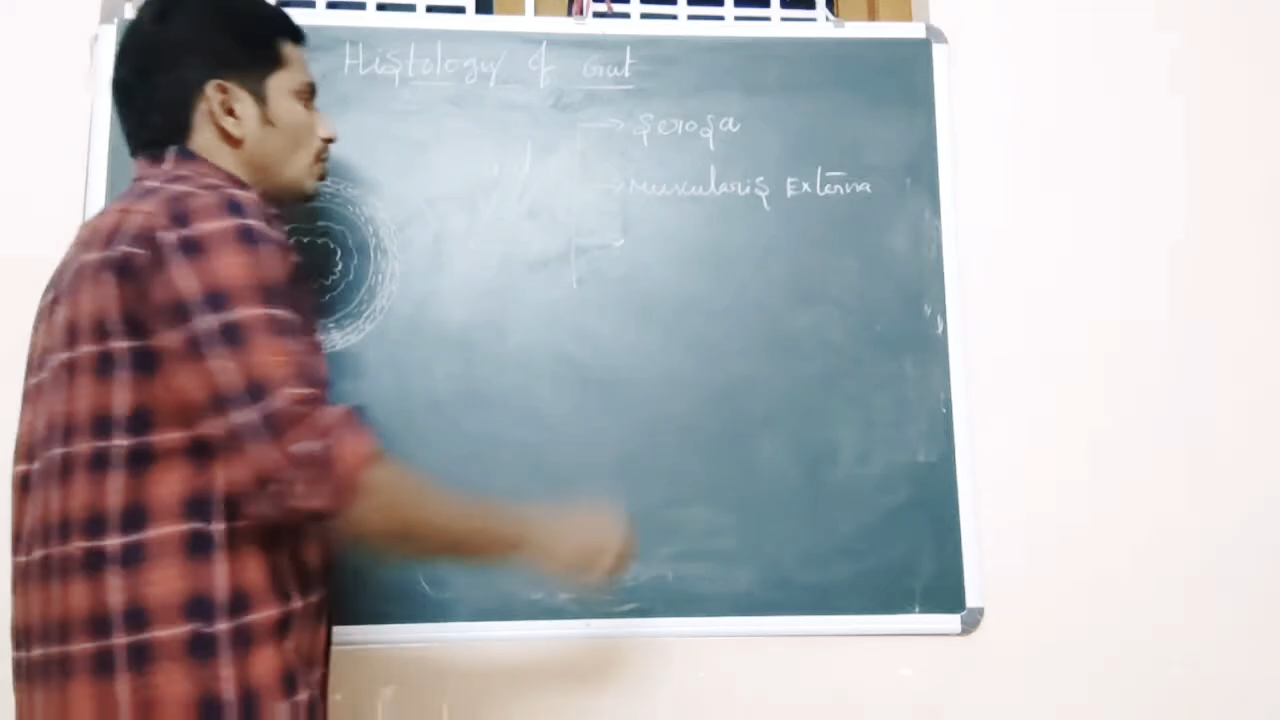 Histology of Gut
→ Serosa
→ Muscularis Externa